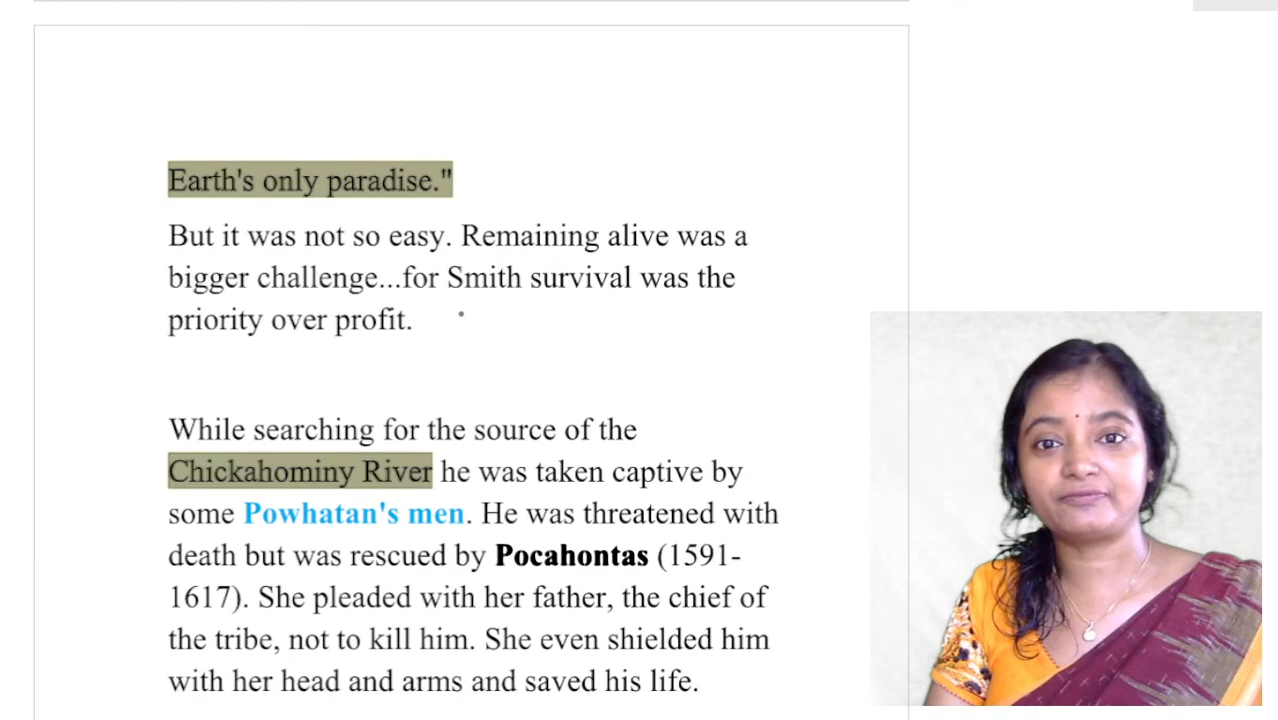 Earth's only paradise."
But it was not so easy. Remaining alive was a
bigger challenge...for Smith survival was the
priority over profit.
While searching for the source of the
Chickahominy River he was taken captive by
some Powhatan's men. He was threatened with
death but was rescued by Pocahontas (1591-
1617). She pleaded with her father, the chief of
the tribe, not to kill him. She even shielded him
with her head and arms and saved his life.